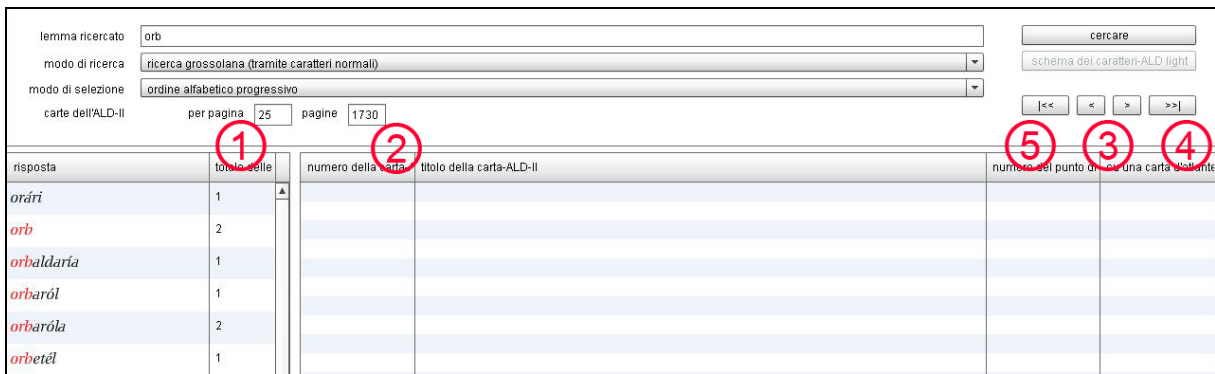 lemma ricercato orb cercare
modo di ricerca ricerca grossolana (tramite caratteri normali) schema dei caratteri-ALD light
modo di selezione ordine alfabetico progressivo
carte dell'ALD-II per pagina 25 pagine 1730 |<< < > >>|
1 2 5 3 4
risposta totale delle numero della carta- titolo della carta-ALD-II numero del punto di su una carta d'atlante
orári 1
orb 2
orbaldaría 1
orbaról 1
orbaróla 2
orbetél 1